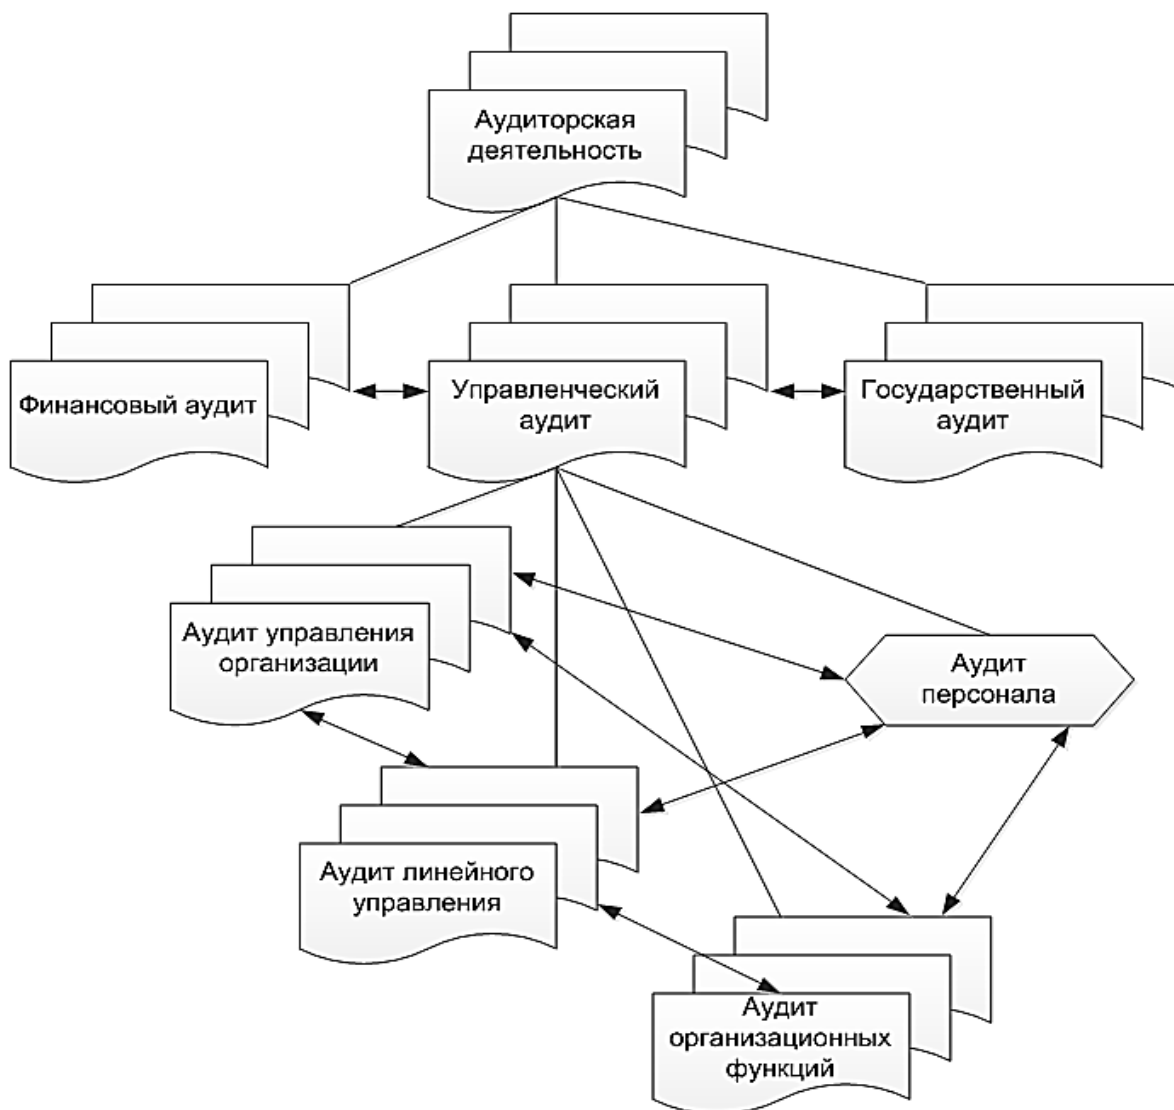 Аудиторская
деятельность
Финансовый аудит
Управленческий
аудит
Государственный
аудит
Аудит управления
организации
Аудит
персонала
Аудит линейного
управления
Аудит
организационных
функций